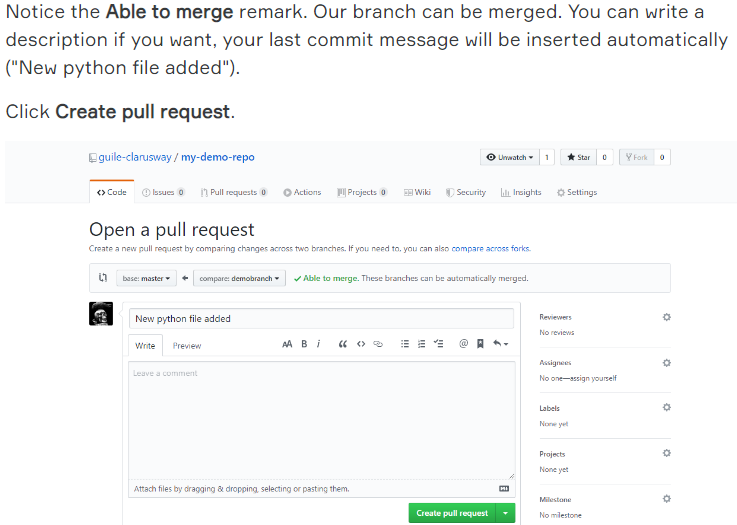 Notice the Able to merge remark. Our branch can be merged. You can write a
description if you want, your last commit message will be inserted automatically
("New python file added").
Click Create pull request.
guile-clarusway / my-demo-repo
Unwatch 1 Star 0 Fork 0
Code Issues 0 Pull requests 0 Actions Projects 0 Wiki Security Insights Settings
Open a pull request
Create a new pull request by comparing changes across two branches. If you need to, you can also compare across forks.
base: master compare: demobranch Able to merge. These branches can be automatically merged.
New python file added
Write Preview
Leave a comment
Attach files by dragging & dropping, selecting or pasting them.
Create pull request
Reviewers
No reviews
Assignees
No one—assign yourself
Labels
None yet
Projects
None yet
Milestone
No milestone